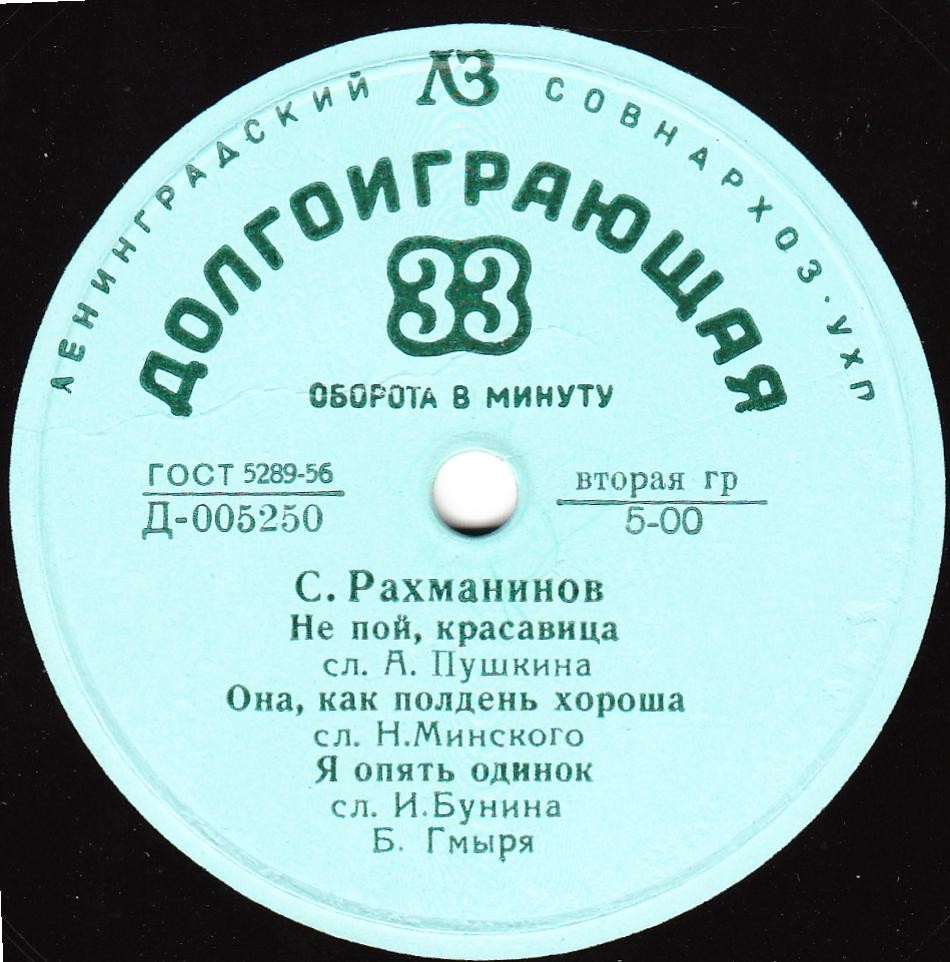 ЛЕНИНГРАДСКИЙ ЛЗ СОВНАРХОЗ · УХП
ДОЛГОИГРАЮЩАЯ
33
ОБОРОТА В МИНУТУ
ГОСТ 5289-56
Д-005250
вторая гр
5-00
С. Рахманинов
Не пой, красавица
сл. А. Пушкина
Она, как полдень хороша
сл. Н.Минского
Я опять одинок
сл. И.Бунина
Б. Гмыря